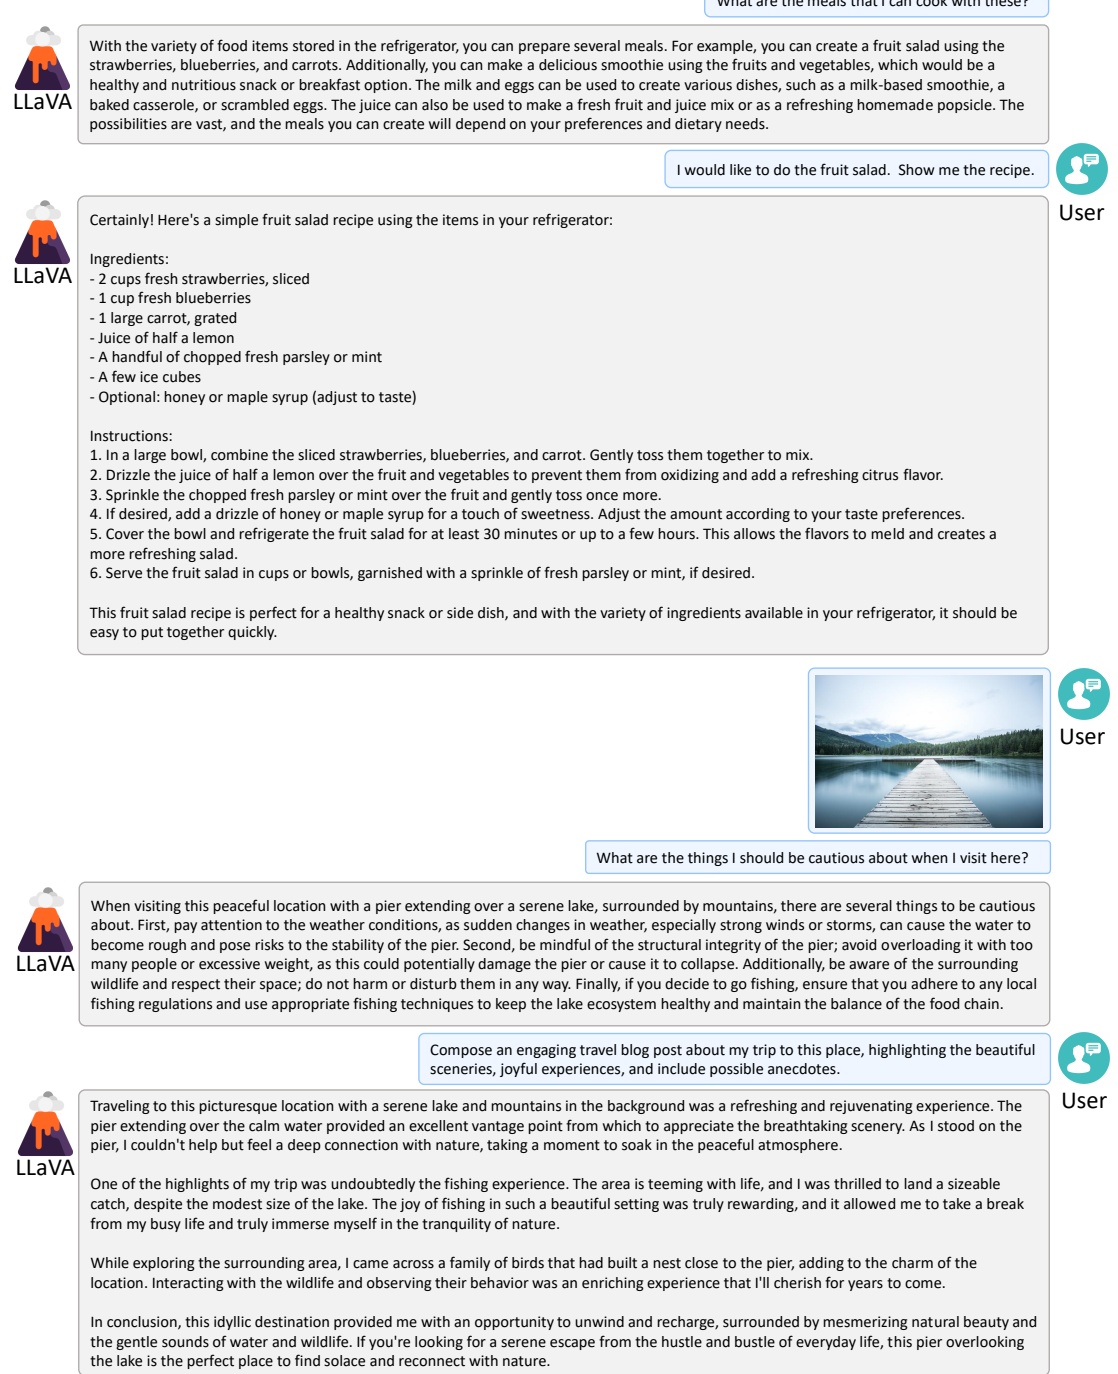 What are the meals that I can cook with these?
With the variety of food items stored in the refrigerator, you can prepare several meals. For example, you can create a fruit salad using the
strawberries, blueberries, and carrots. Additionally, you can make a delicious smoothie using the fruits and vegetables, which would be a
healthy and nutritious snack or breakfast option. The milk and eggs can be used to create various dishes, such as a milk-based smoothie, a
baked casserole, or scrambled eggs. The juice can also be used to make a fresh fruit and juice mix or as a refreshing homemade popsicle. The
possibilities are vast, and the meals you can create will depend on your preferences and dietary needs.
LLaVA
I would like to do the fruit salad.  Show me the recipe.
User
Certainly! Here's a simple fruit salad recipe using the items in your refrigerator:
LLaVA
Ingredients:
- 2 cups fresh strawberries, sliced
- 1 cup fresh blueberries
- 1 large carrot, grated
- Juice of half a lemon
- A handful of chopped fresh parsley or mint
- A few ice cubes
- Optional: honey or maple syrup (adjust to taste)
Instructions:
1. In a large bowl, combine the sliced strawberries, blueberries, and carrot. Gently toss them together to mix.
2. Drizzle the juice of half a lemon over the fruit and vegetables to prevent them from oxidizing and add a refreshing citrus flavor.
3. Sprinkle the chopped fresh parsley or mint over the fruit and gently toss once more.
4. If desired, add a drizzle of honey or maple syrup for a touch of sweetness. Adjust the amount according to your taste preferences.
5. Cover the bowl and refrigerate the fruit salad for at least 30 minutes or up to a few hours. This allows the flavors to meld and creates a
more refreshing salad.
6. Serve the fruit salad in cups or bowls, garnished with a sprinkle of fresh parsley or mint, if desired.
This fruit salad recipe is perfect for a healthy snack or side dish, and with the variety of ingredients available in your refrigerator, it should be
easy to put together quickly.
User
What are the things I should be cautious about when I visit here?
When visiting this peaceful location with a pier extending over a serene lake, surrounded by mountains, there are several things to be cautious
about. First, pay attention to the weather conditions, as sudden changes in weather, especially strong winds or storms, can cause the water to
become rough and pose risks to the stability of the pier. Second, be mindful of the structural integrity of the pier; avoid overloading it with too
many people or excessive weight, as this could potentially damage the pier or cause it to collapse. Additionally, be aware of the surrounding
wildlife and respect their space; do not harm or disturb them in any way. Finally, if you decide to go fishing, ensure that you adhere to any local
fishing regulations and use appropriate fishing techniques to keep the lake ecosystem healthy and maintain the balance of the food chain.
LLaVA
Compose an engaging travel blog post about my trip to this place, highlighting the beautiful
sceneries, joyful experiences, and include possible anecdotes.
User
Traveling to this picturesque location with a serene lake and mountains in the background was a refreshing and rejuvenating experience. The
pier extending over the calm water provided an excellent vantage point from which to appreciate the breathtaking scenery. As I stood on the
pier, I couldn't help but feel a deep connection with nature, taking a moment to soak in the peaceful atmosphere.
LLaVA
One of the highlights of my trip was undoubtedly the fishing experience. The area is teeming with life, and I was thrilled to land a sizeable
catch, despite the modest size of the lake. The joy of fishing in such a beautiful setting was truly rewarding, and it allowed me to take a break
from my busy life and truly immerse myself in the tranquility of nature.
While exploring the surrounding area, I came across a family of birds that had built a nest close to the pier, adding to the charm of the
location. Interacting with the wildlife and observing their behavior was an enriching experience that I'll cherish for years to come.
In conclusion, this idyllic destination provided me with an opportunity to unwind and recharge, surrounded by mesmerizing natural beauty and
the gentle sounds of water and wildlife. If you're looking for a serene escape from the hustle and bustle of everyday life, this pier overlooking
the lake is the perfect place to find solace and reconnect with nature.